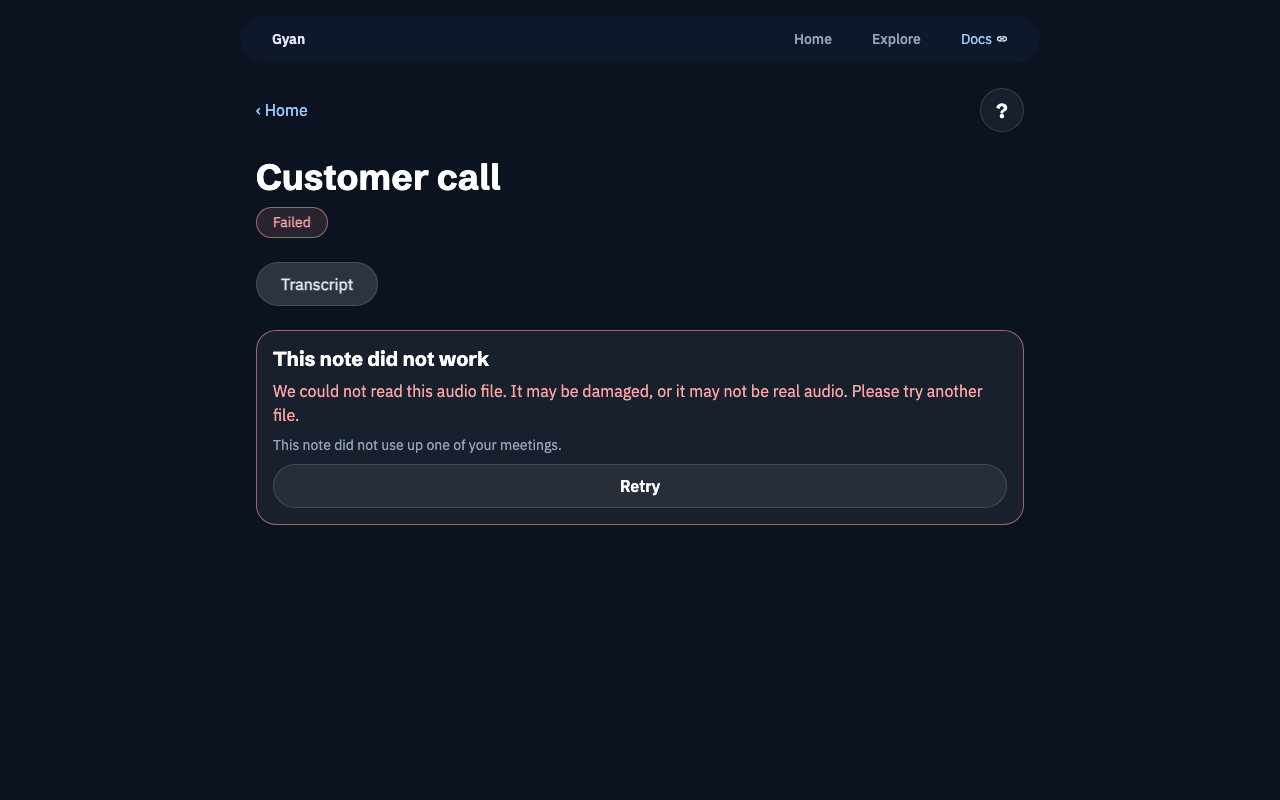 Gyan
Home
Explore
Docs
‹ Home
?
Customer call
Failed
Transcript
This note did not work
We could not read this audio file. It may be damaged, or it may not be real audio. Please try another
file.
This note did not use up one of your meetings.
Retry